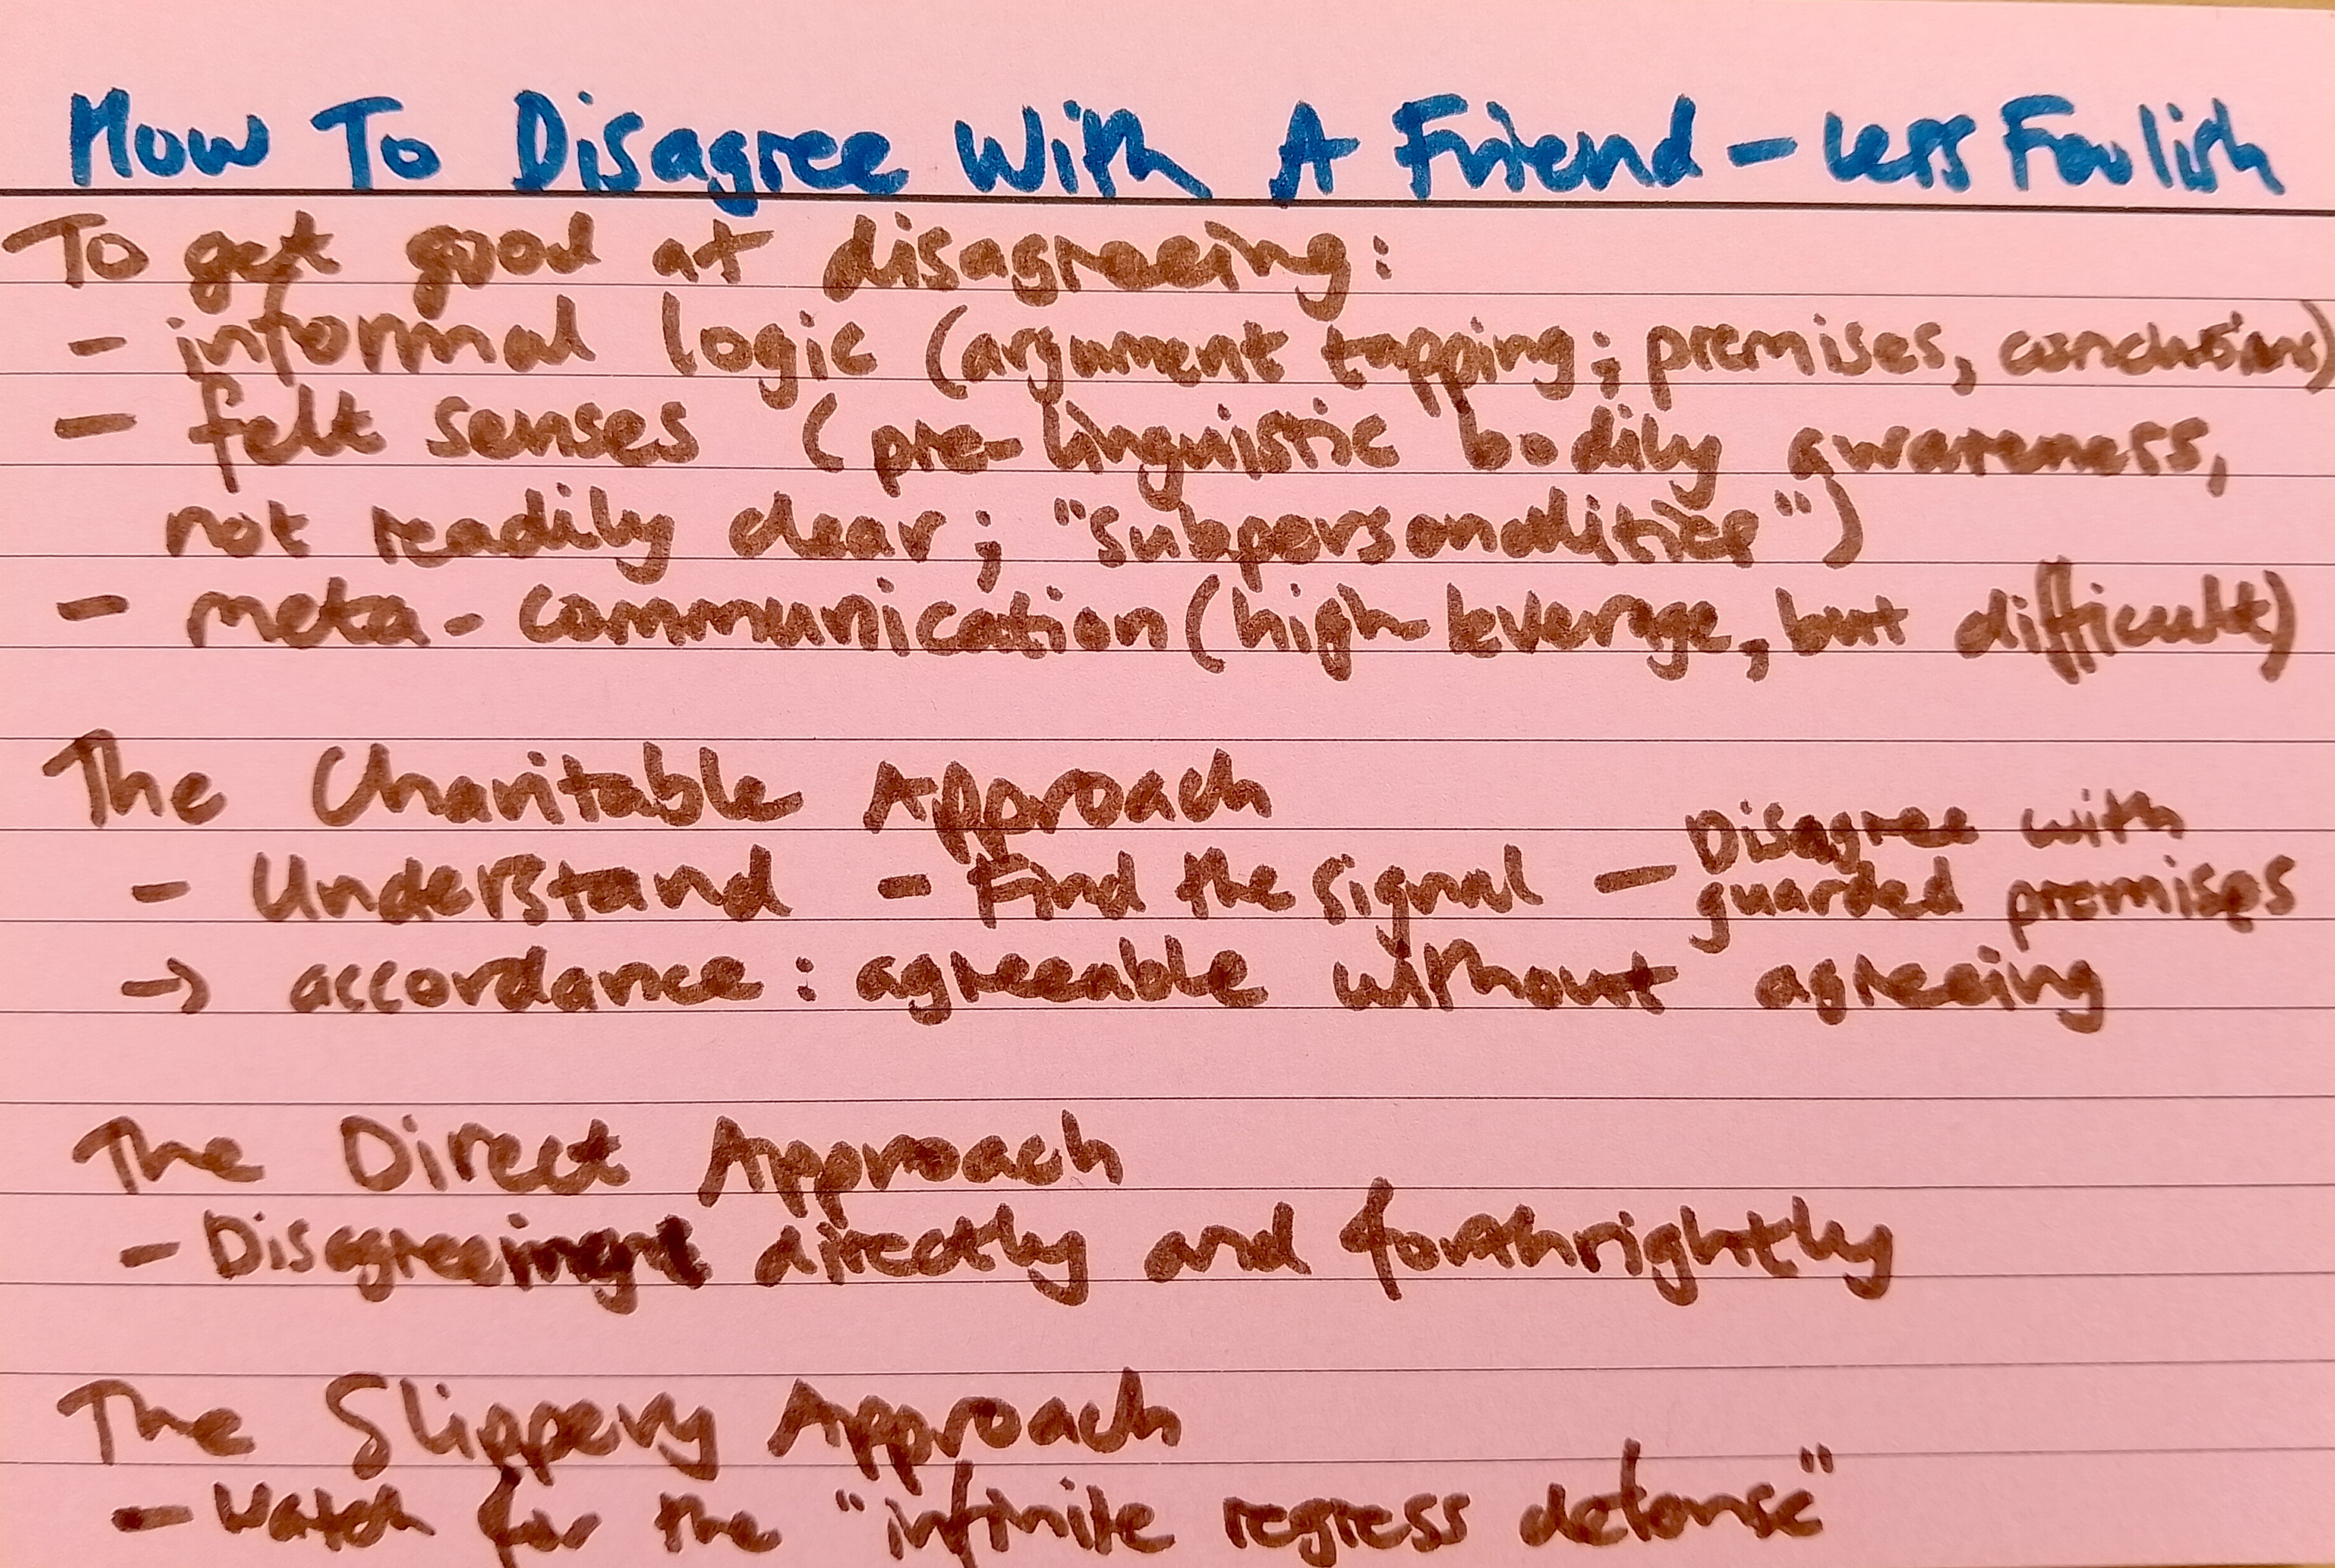 How To Disagree With A Friend - Less Foolish
To get good at disagreeing:
- informal logic (argument tapping; premises, conclusions)
- felt senses (pre-linguistic bodily awareness,
not readily clear; "subpersonalities")
- meta-communication (high-leverage, but difficult)
The Charitable Approach
- Understand - Find the signal - Disagree with
guarded premises
→ accordance: agreeable without agreeing
The Direct Approach
- directly and forthrightly
The Slippery Approach
- Watch for the "infinite regress defense"